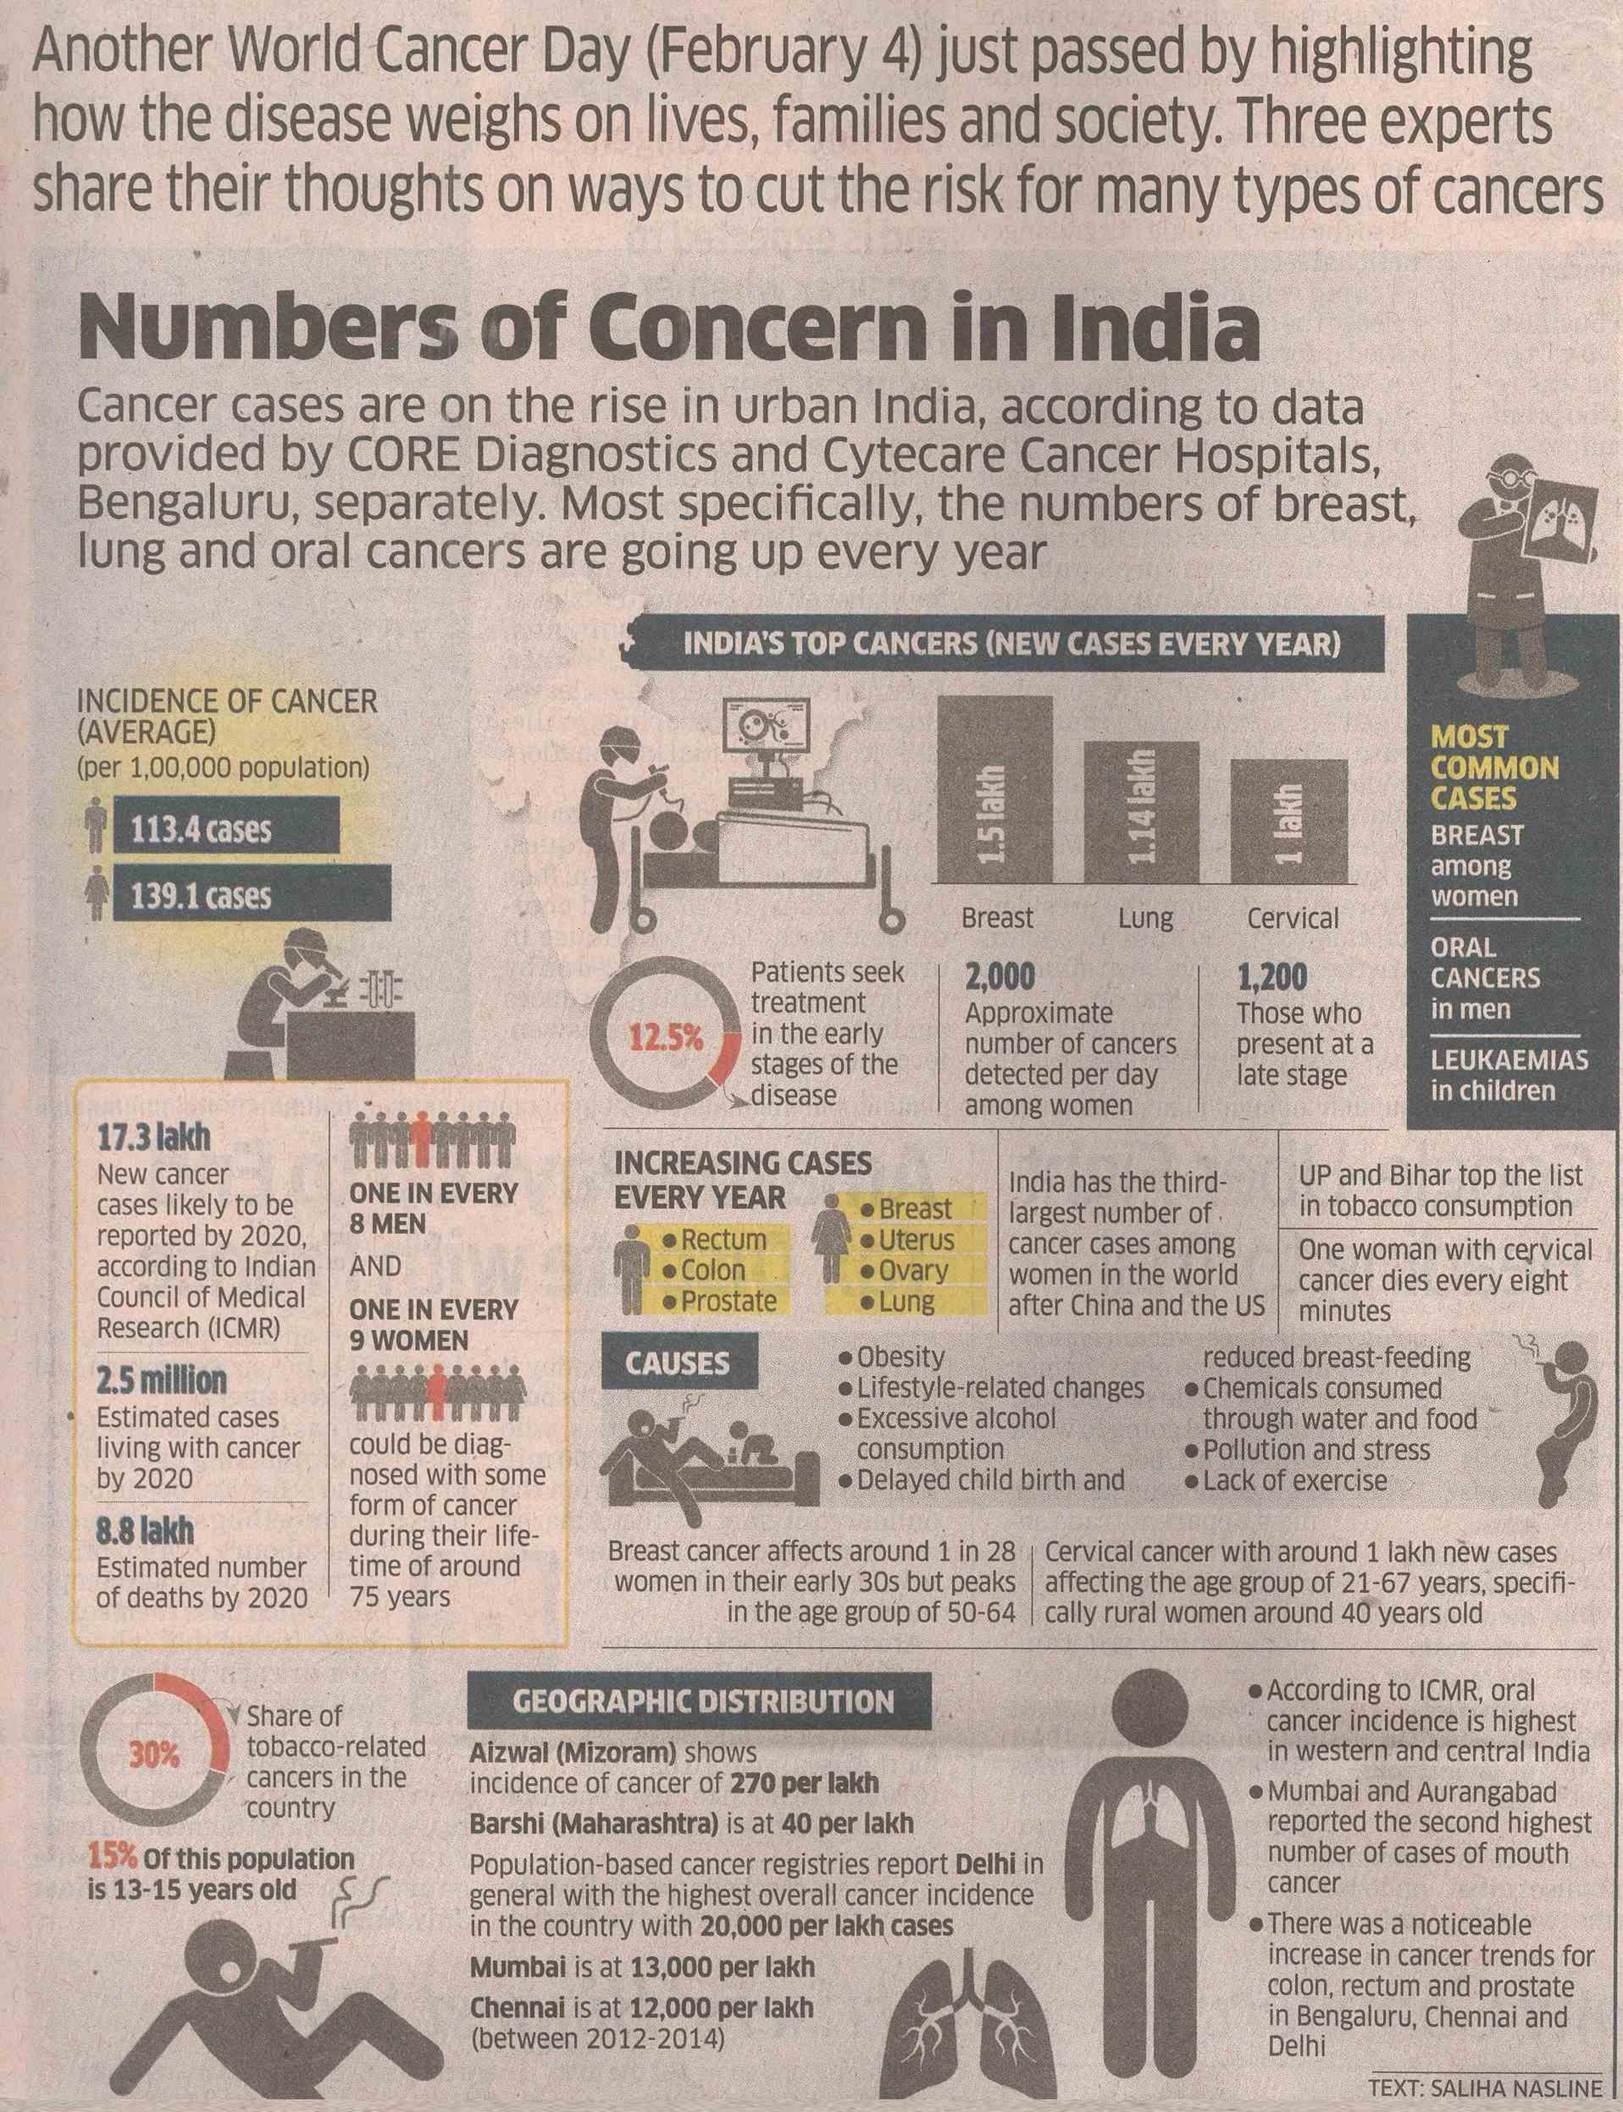 Another World Cancer Day (February 4) just passed by highlighting
how the disease weighs on lives, families and society. Three experts
share their thoughts on ways to cut the risk for many types of cancers
Numbers of Concern in India
Cancer cases are on the rise in urban India, according to data
provided by CORE Diagnostics and Cytecare Cancer Hospitals,
Bengaluru, separately. Most specifically, the numbers of breast,
lung and oral cancers are going up every year
INCIDENCE OF CANCER
(AVERAGE)
(per 1,00,000 population)
113.4 cases
139.1 cases
INDIA'S TOP CANCERS (NEW CASES EVERY YEAR)
1.5 lakh
1.14 lakh
1 lakh
Breast
Lung
Cervical
MOST
COMMON
CASES
BREAST
among
women
ORAL
CANCERS
in men
LEUKAEMIAS
in children
12.5%
Patients seek
treatment
in the early
stages of the
disease
2,000
Approximate
number of cancers
detected per day
among women
1,200
Those who
present at a
late stage
17.3 lakh
New cancer
cases likely to be
reported by 2020,
according to Indian
Council of Medical
Research (ICMR)
2.5 million
Estimated cases
living with cancer
by 2020
8.8 lakh
Estimated number
of deaths by 2020
ONE IN EVERY
8 MEN
AND
ONE IN EVERY
9 WOMEN
could be diag-
nosed with some
form of cancer
during their life-
time of around
75 years
INCREASING CASES
EVERY YEAR
• Rectum
• Colon
• Prostate
• Breast
• Uterus
• Ovary
• Lung
India has the third-
largest number of
cancer cases among
women in the world
after China and the US
UP and Bihar top the list
in tobacco consumption
One woman with cervical
cancer dies every eight
minutes
CAUSES
• Obesity
• Lifestyle-related changes
• Excessive alcohol
consumption
• Delayed child birth and
reduced breast-feeding
• Chemicals consumed
through water and food
• Pollution and stress
• Lack of exercise
Breast cancer affects around 1 in 28
women in their early 30s but peaks
in the age group of 50-64
Cervical cancer with around 1 lakh new cases
affecting the age group of 21-67 years, specifi-
cally rural women around 40 years old
30%
Share of
tobacco-related
cancers in the
country
15% Of this population
is 13-15 years old
GEOGRAPHIC DISTRIBUTION
Aizwal (Mizoram) shows
incidence of cancer of 270 per lakh
Barshi (Maharashtra) is at 40 per lakh
Population-based cancer registries report Delhi in
general with the highest overall cancer incidence
in the country with 20,000 per lakh cases
Mumbai is at 13,000 per lakh
Chennai is at 12,000 per lakh
(between 2012-2014)
• According to ICMR, oral
cancer incidence is highest
in western and central India
• Mumbai and Aurangabad
reported the second highest
number of cases of mouth
cancer
• There was a noticeable
increase in cancer trends for
colon, rectum and prostate
in Bengaluru, Chennai and
Delhi
TEXT: SALIHA NASLINE